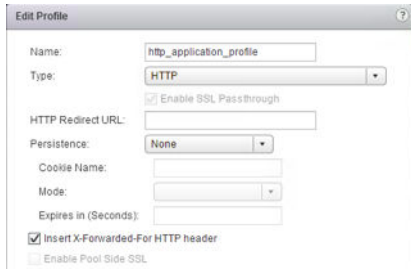 Edit Profile
?
Name: http_application_profile
Type: HTTP
Enable SSL Passthrough
HTTP Redirect URL:
Persistence: None
Cookie Name:
Mode:
Expires in (Seconds):
Insert X-Forwarded-For HTTP header
Enable Pool Side SSL